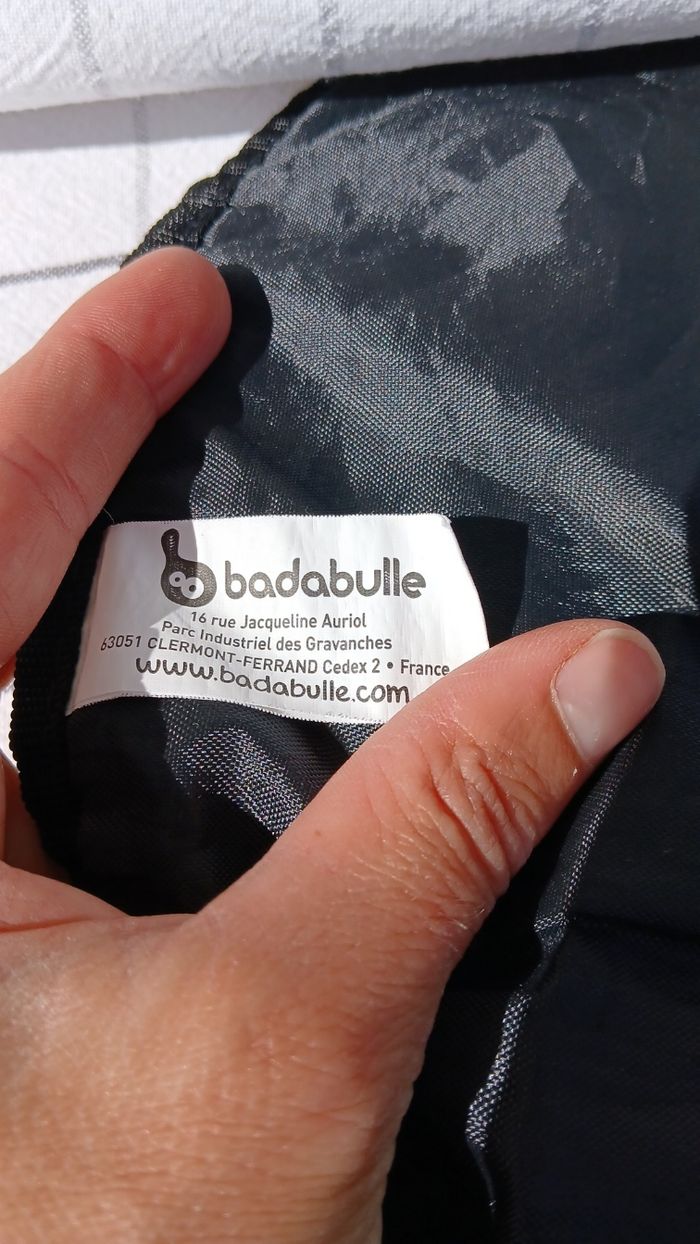 badabulle
16 rue Jacqueline Auriol
Parc Industriel des Gravanches
63051 CLERMONT-FERRAND Cedex 2 • France
www.badabulle.com